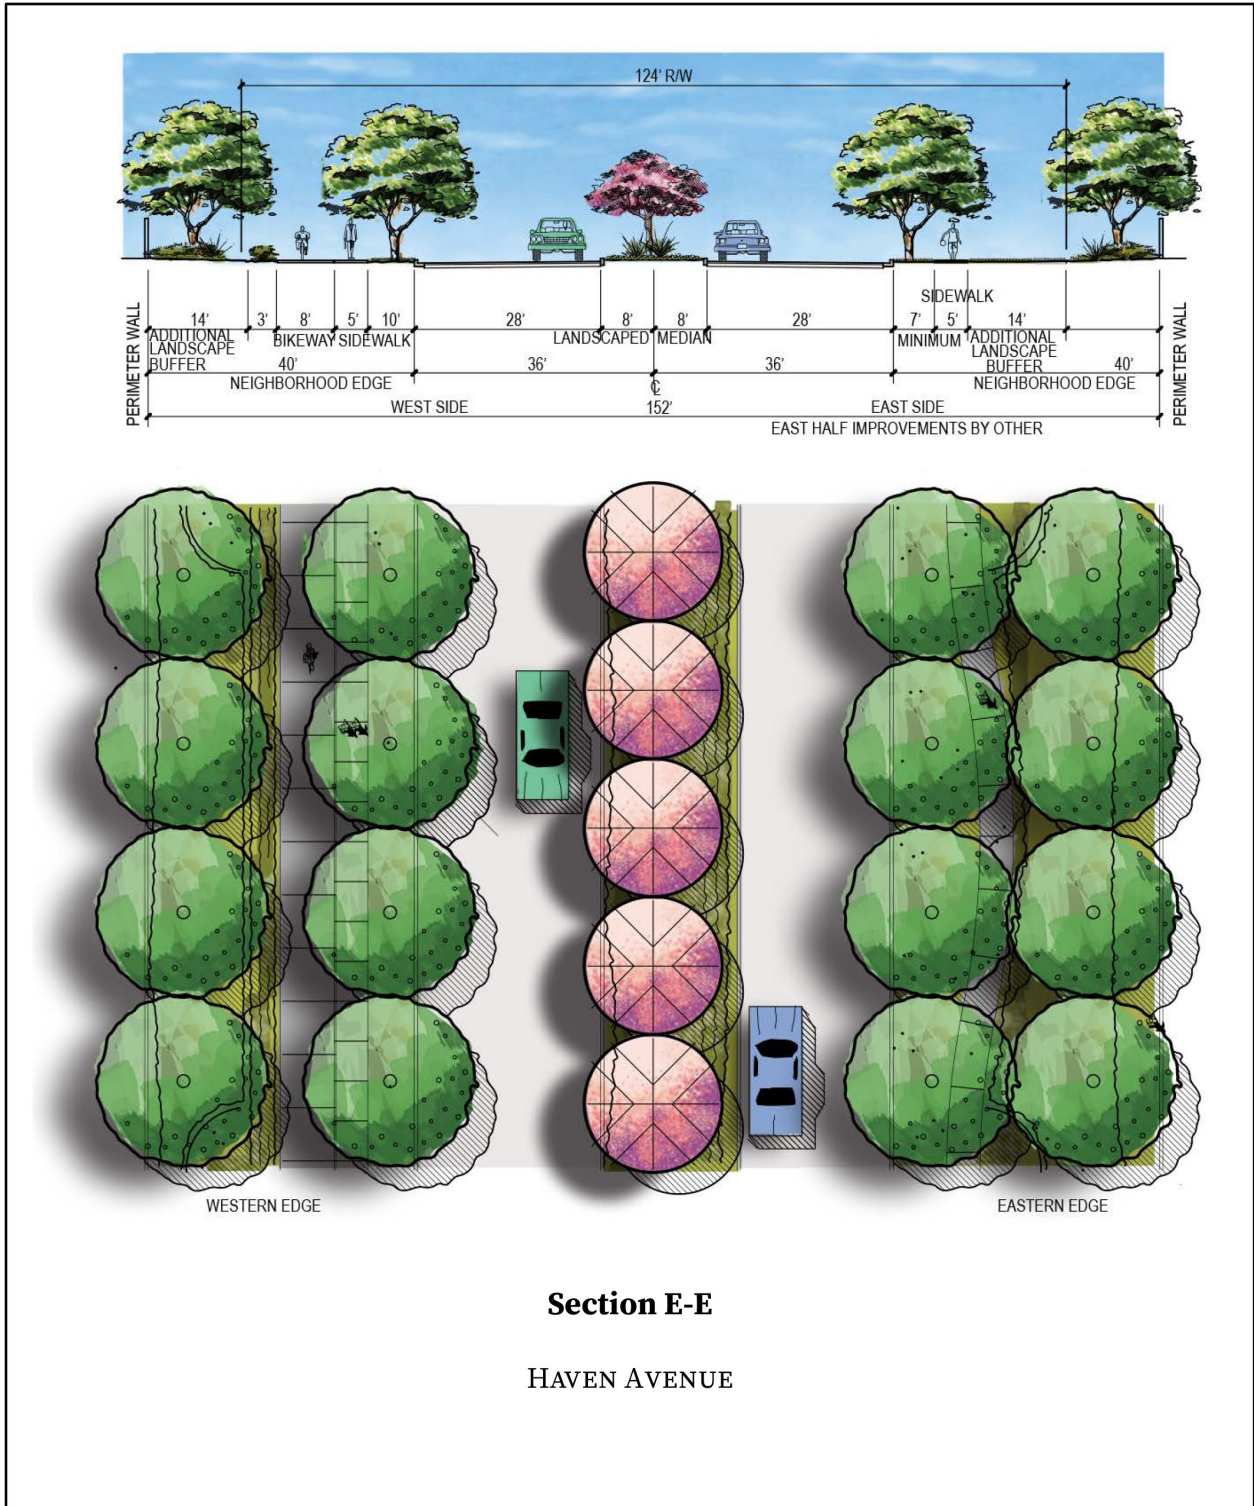 124' R/W
SIDEWALK
14' 3' 8' 5' 10' 28' 8' 8' 28' 7' 5' 14'
ADDITIONAL LANDSCAPE BUFFER
BIKEWAY SIDEWALK
LANDSCAPED MEDIAN
MINIMUM
ADDITIONAL LANDSCAPE BUFFER
PERIMETER WALL
PERIMETER WALL
40' 36' 36' 40'
NEIGHBORHOOD EDGE
℄
NEIGHBORHOOD EDGE
WEST SIDE 152' EAST SIDE
EAST HALF IMPROVEMENTS BY OTHER
WESTERN EDGE
EASTERN EDGE
Section E-E
HAVEN AVENUE